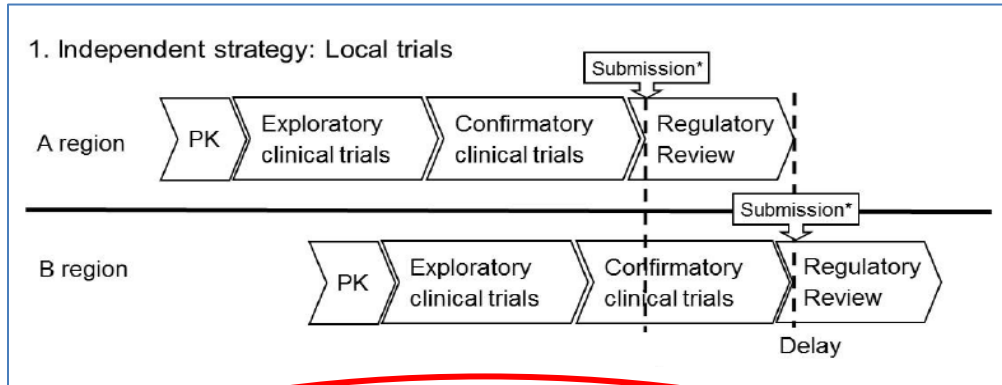 1. Independent strategy: Local trials
Submission*
A region
PK
Exploratory
clinical trials
Confirmatory
clinical trials
Regulatory
Review
Submission*
B region
PK
Exploratory
clinical trials
Confirmatory
clinical trials
Regulatory
Review
Delay